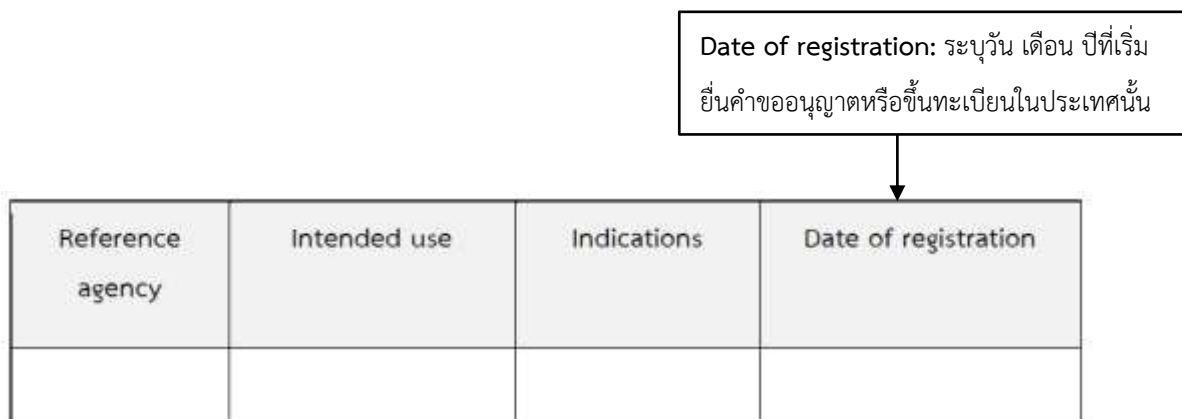 Date of registration: ระบุวัน เดือน ปีที่เริ่ม
ยื่นคำขออนุญาตหรือขึ้นทะเบียนในประเทศนั้น
Reference agency
Intended use
Indications
Date of registration